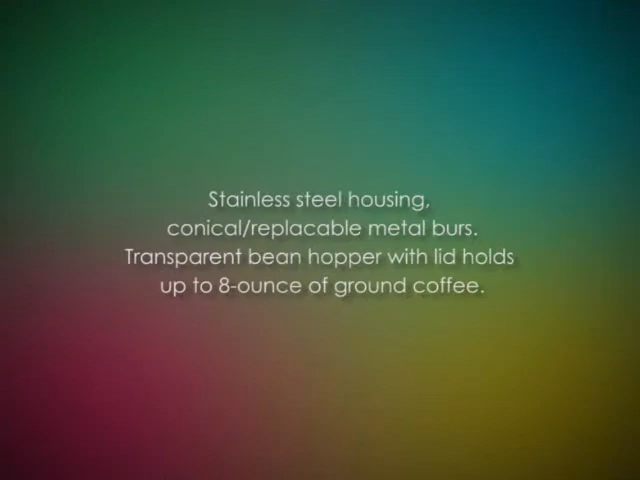 Stainless steel housing,
conical/replacable metal burs.
Transparent bean hopper with lid holds
up to 8-ounce of ground coffee.